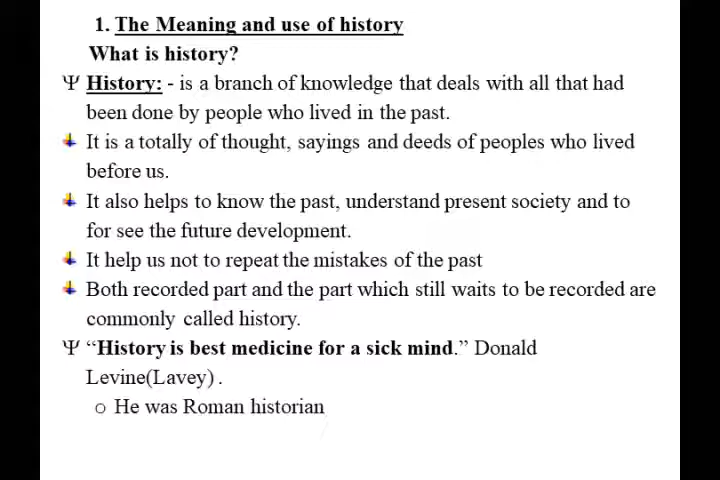 1. The Meaning and use of history
What is history?
Ψ History: - is a branch of knowledge that deals with all that had
been done by people who lived in the past.
It is a totally of thought, sayings and deeds of peoples who lived
before us.
It also helps to know the past, understand present society and to
for see the future development.
It help us not to repeat the mistakes of the past
Both recorded part and the part which still waits to be recorded are
commonly called history.
Ψ “History is best medicine for a sick mind.” Donald
Levine(Lavey) .
o He was Roman historian